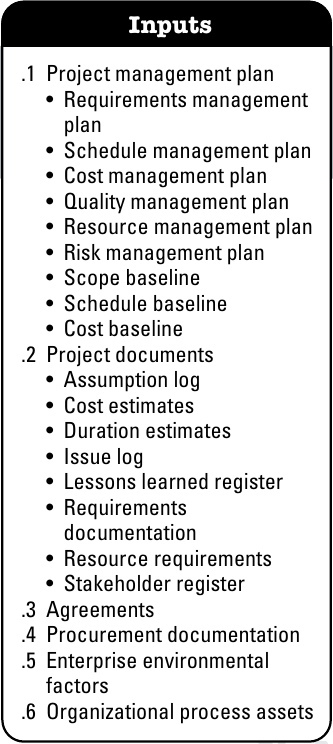 Inputs
.1 Project management plan
• Requirements management
plan
• Schedule management plan
• Cost management plan
• Quality management plan
• Resource management plan
• Risk management plan
• Scope baseline
• Schedule baseline
• Cost baseline
.2 Project documents
• Assumption log
• Cost estimates
• Duration estimates
• Issue log
• Lessons learned register
• Requirements
documentation
• Resource requirements
• Stakeholder register
.3 Agreements
.4 Procurement documentation
.5 Enterprise environmental
factors
.6 Organizational process assets